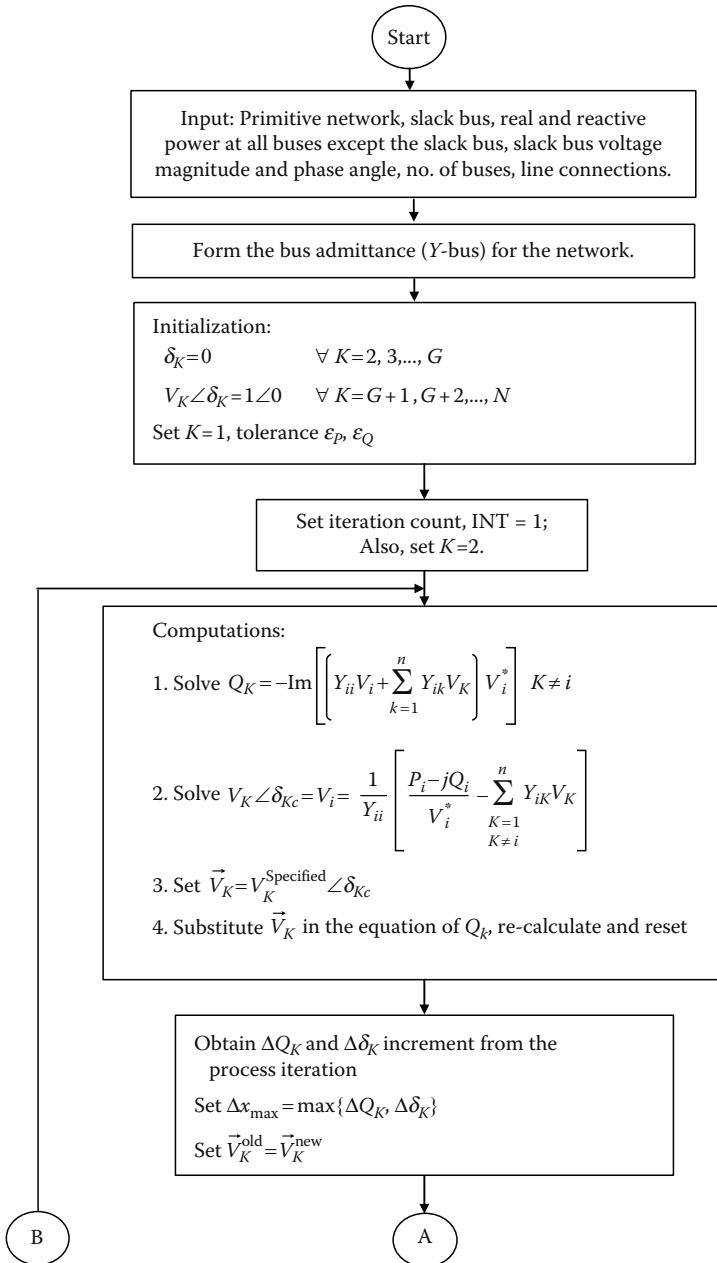 Start
Input: Primitive network, slack bus, real and reactive
power at all buses except the slack bus, slack bus voltage
magnitude and phase angle, no. of buses, line connections.
Form the bus admittance (Y-bus) for the network.
Initialization:
δ_K=0 ∀ K=2, 3,..., G
V_K∠δ_K=1∠0 ∀ K=G+1, G+2,..., N
Set K=1, tolerance ε_P, ε_Q
Set iteration count, INT = 1;
Also, set K=2.
Computations:
1. Solve Q_K = –Im[(Y_ii V_i + ∑_{k=1}^{n} Y_ik V_K) V_i^*] K≠i
2. Solve V_K∠δ_Kc = V_i = 1/Y_ii [(P_i–jQ_i)/V_i^* – ∑_{K=1, K≠i}^{n} Y_iK V_K]
3. Set V⃗_K = V_K^Specified ∠δ_Kc
4. Substitute V⃗_K in the equation of Q_k, re-calculate and reset
Obtain ΔQ_K and Δδ_K increment from the
process iteration
Set Δx_max = max{ΔQ_K, Δδ_K}
Set V⃗_K^old = V⃗_K^new
B
A